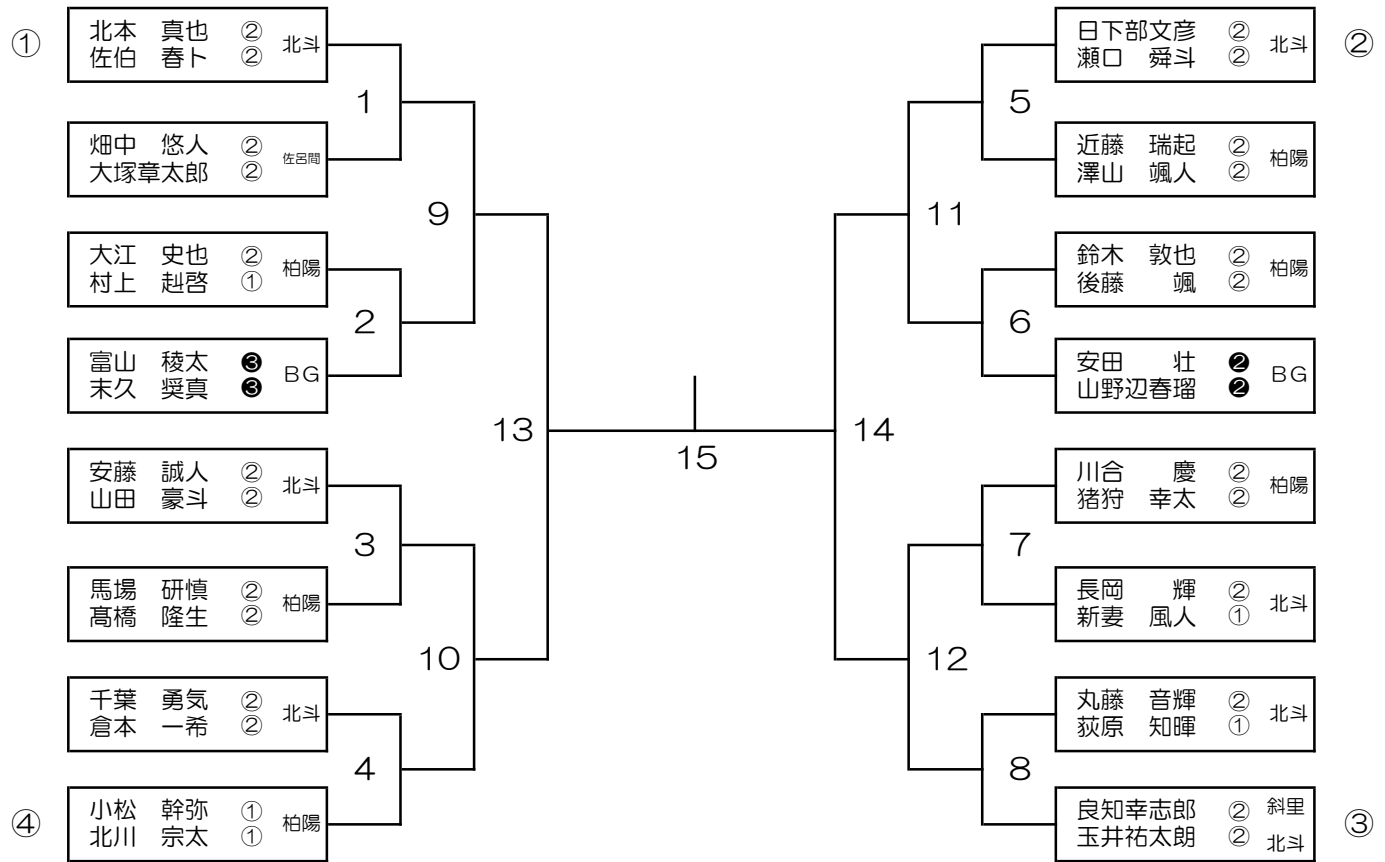 ①
北本　真也　②　北斗
佐伯　春ト　②
1
畑中　悠人　②　佐呂間
大塚章太郎　②
9
大江　史也　②　柏陽
村上　赳啓　①
2
富山　稜太　❸　ＢＧ
末久　奨真　❸
13
安藤　誠人　②　北斗
山田　豪斗　②
3
馬場　研慎　②　柏陽
髙橋　隆生　②
10
千葉　勇気　②　北斗
倉本　一希　②
4
④
小松　幹弥　①　柏陽
北川　宗太　①
15
日下部文彦　②　北斗
瀬口　舜斗　②
②
5
近藤　瑞起　②　柏陽
澤山　颯人　②
11
鈴木　敦也　②　柏陽
後藤　　颯　②
6
安田　　壮　❷　ＢＧ
山野辺春瑠　❷
14
川合　　慶　②　柏陽
猪狩　幸太　②
7
長岡　　輝　②　北斗
新妻　風人　①
12
丸藤　音輝　②　北斗
荻原　知暉　①
8
良知幸志郎　②　斜里
玉井祐太朗　②　北斗
③